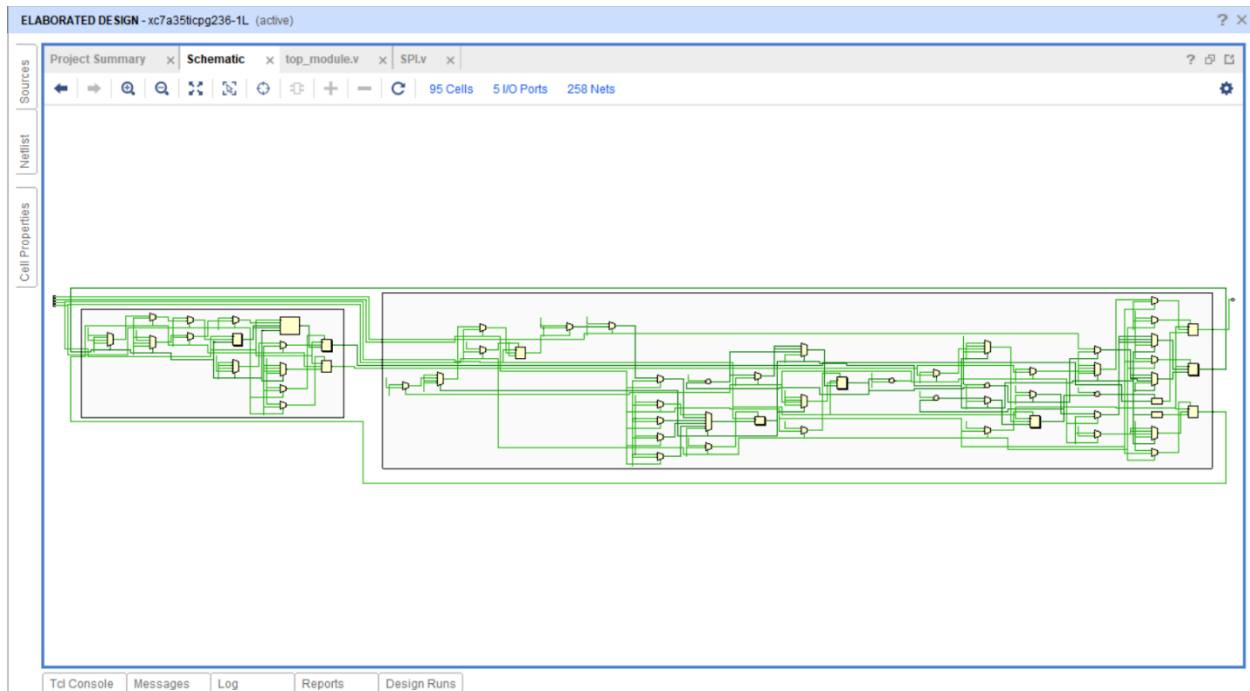 ELABORATED DESIGN - xc7a35ticpg236-1L (active)
? ×
Sources
Netlist
Cell Properties
Project Summary × Schematic × top_module.v × SPI.v ×
?
95 Cells 5 I/O Ports 258 Nets
Tcl Console Messages Log Reports Design Runs